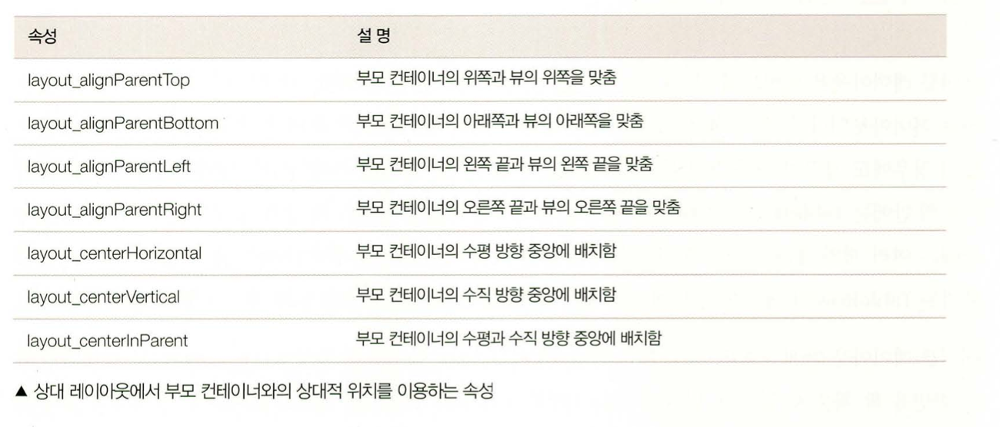 속성 설명
layout_alignParentTop 부모 컨테이너의 위쪽과 뷰의 위쪽을 맞춤
layout_alignParentBottom 부모 컨테이너의 아래쪽과 뷰의 아래쪽을 맞춤
layout_alignParentLeft 부모 컨테이너의 왼쪽 끝과 뷰의 왼쪽 끝을 맞춤
layout_alignParentRight 부모 컨테이너의 오른쪽 끝과 뷰의 오른쪽 끝을 맞춤
layout_centerHorizontal 부모 컨테이너의 수평 방향 중앙에 배치함
layout_centerVertical 부모 컨테이너의 수직 방향 중앙에 배치함
layout_centerInParent 부모 컨테이너의 수평과 수직 방향 중앙에 배치함
▲ 상대 레이아웃에서 부모 컨테이너와의 상대적 위치를 이용하는 속성